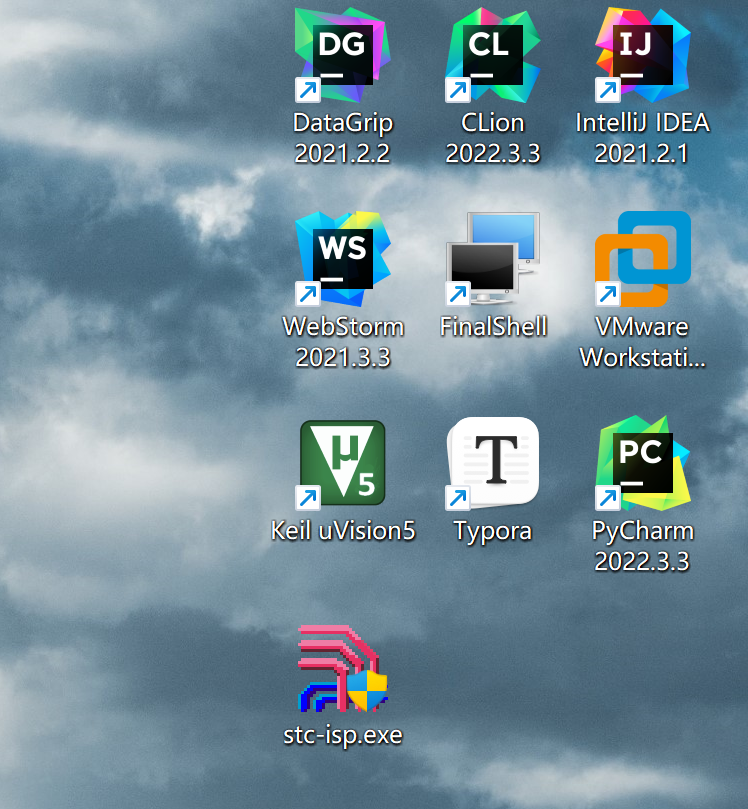 DG
CL
IJ
DataGrip
2021.2.2
CLion
2022.3.3
IntelliJ IDEA
2021.2.1
WS
WebStorm
2021.3.3
FinalShell
VMware
Workstati...
µ
5
T
PC
Keil uVision5
Typora
PyCharm
2022.3.3
stc-isp.exe